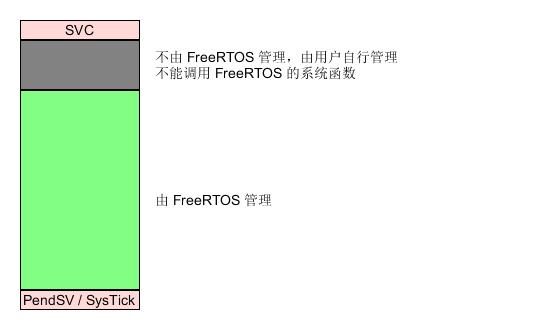 SVC
不由 FreeRTOS 管理，由用户自行管理
不能调用 FreeRTOS 的系统函数
由 FreeRTOS 管理
PendSV / SysTick